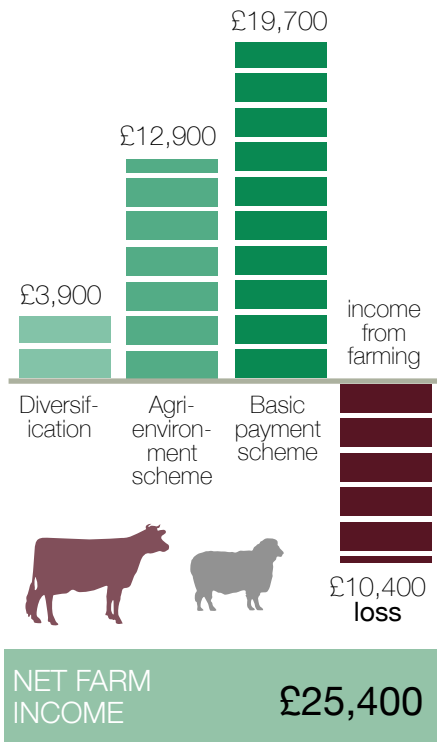 £19,700
£12,900
£3,900
income
from
farming
Diversif-
ication
Agri-
environ-
ment
scheme
Basic
payment
scheme
£10,400
loss
NET FARM
INCOME
£25,400